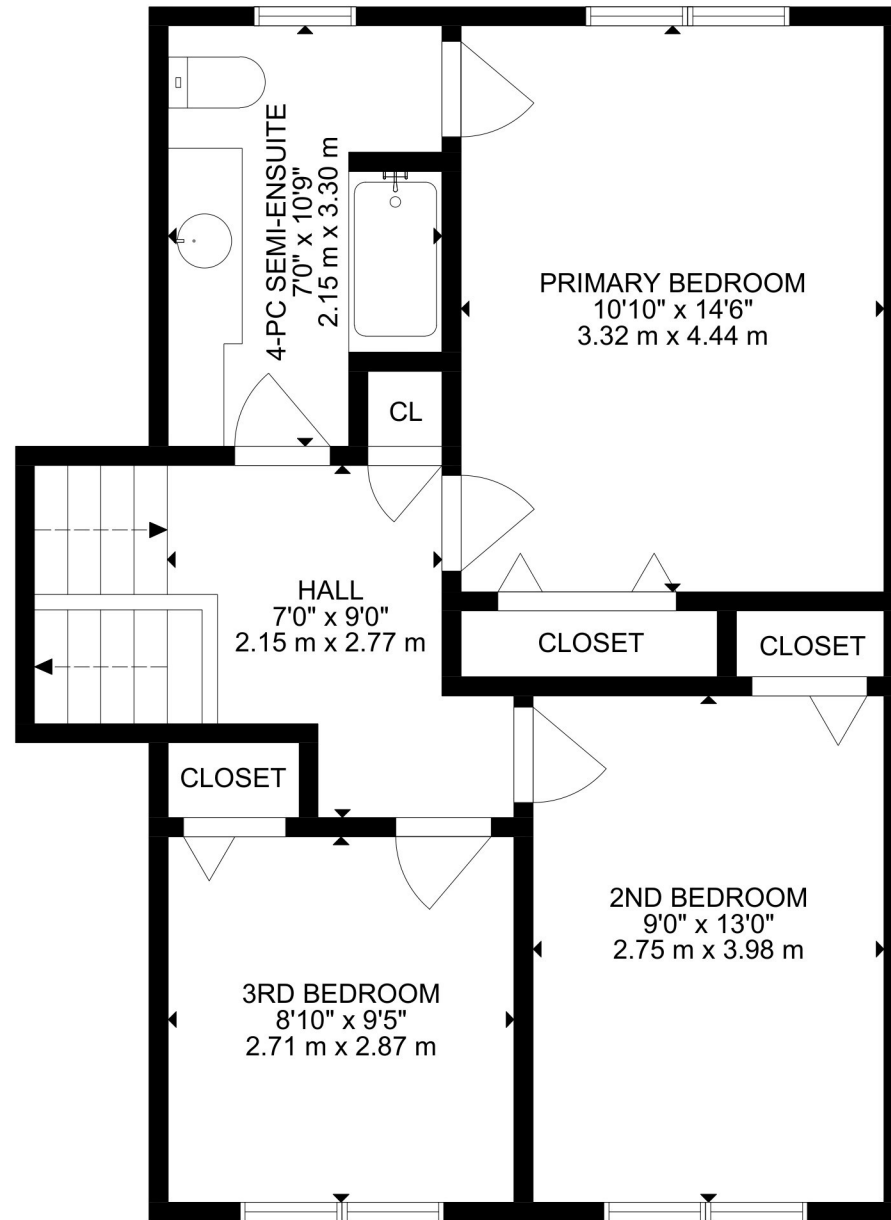 4-PC SEMI-ENSUITE
7'0" x 10'9"
2.15 m x 3.30 m
PRIMARY BEDROOM
10'10" x 14'6"
3.32 m x 4.44 m
CL
HALL
7'0" x 9'0"
2.15 m x 2.77 m
CLOSET
CLOSET
CLOSET
2ND BEDROOM
9'0" x 13'0"
2.75 m x 3.98 m
3RD BEDROOM
8'10" x 9'5"
2.71 m x 2.87 m